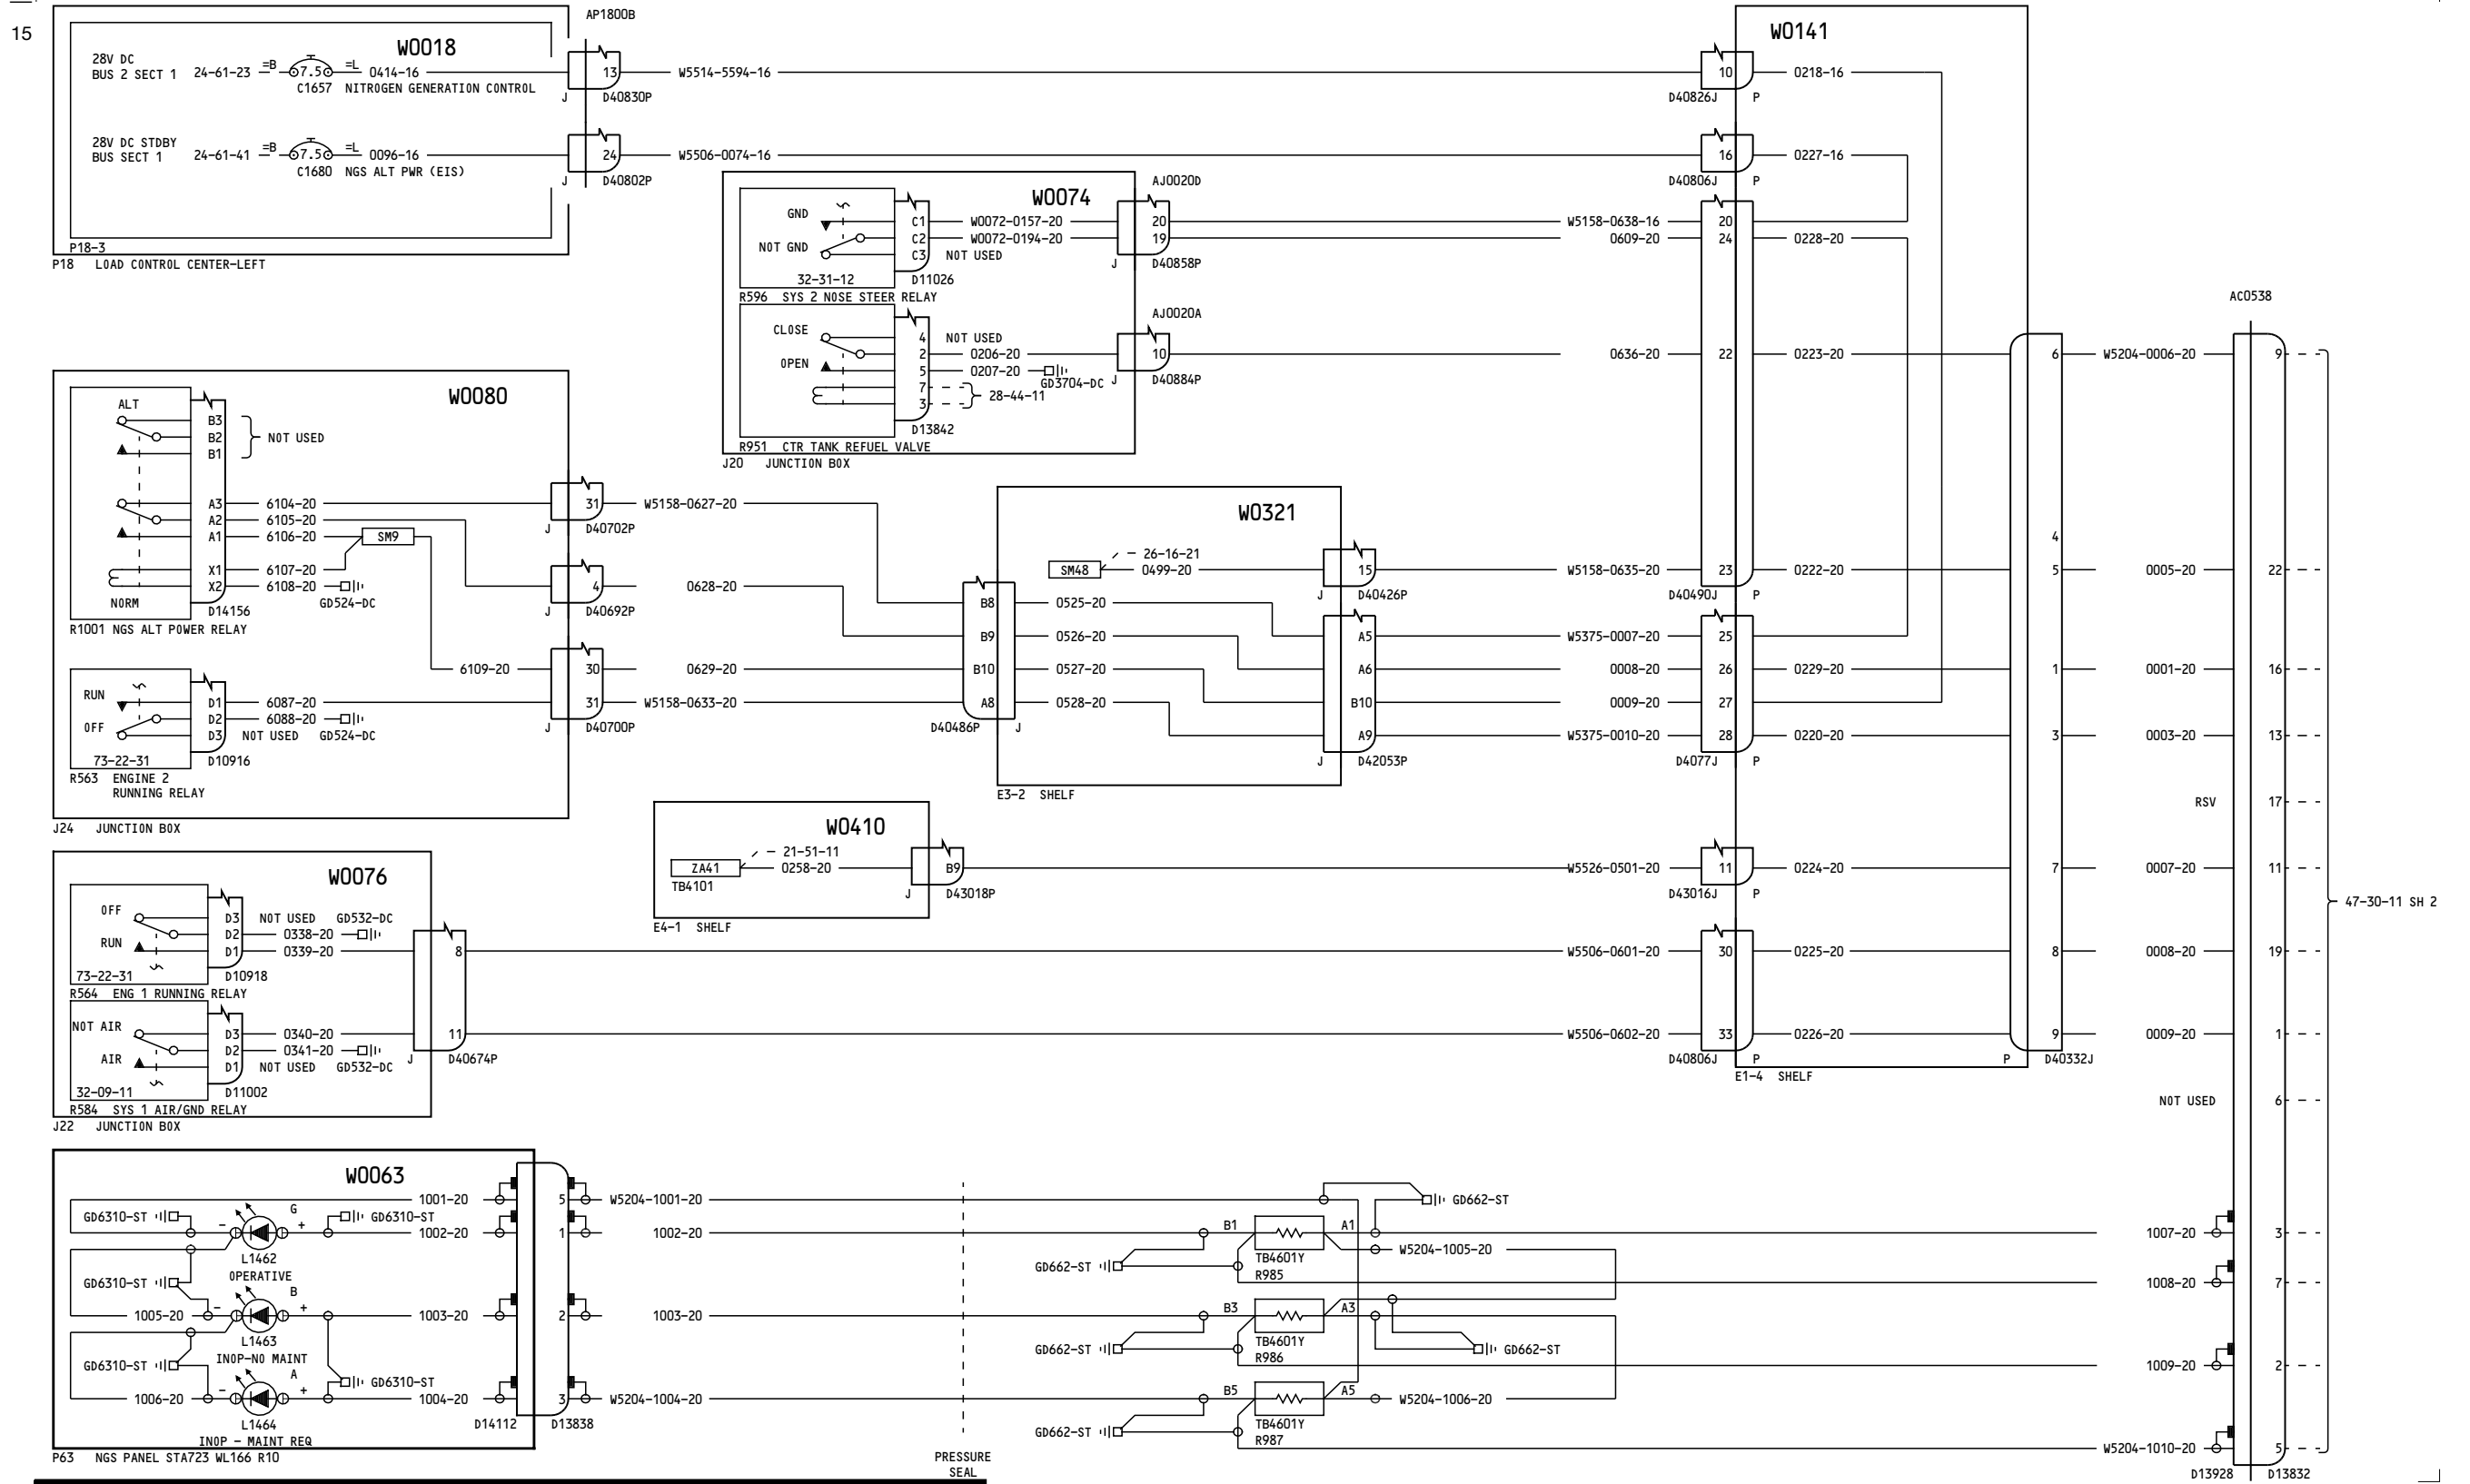 15
AP1800B
W0018
28V DC
BUS 2 SECT 1
24-61-23
=B
7.5
=L
0414-16
C1657 NITROGEN GENERATION CONTROL
13
J
D40830P
W5514-5594-16
28V DC STDBY
BUS SECT 1
24-61-41
=B
7.5
=L
0096-16
C1680 NGS ALT PWR (EIS)
24
J
D40802P
W5506-0074-16
P18-3
P18 LOAD CONTROL CENTER-LEFT
W0074
GND
NOT GND
C1
C2
C3
W0072-0157-20
W0072-0194-20
NOT USED
32-31-12
D11026
R596 SYS 2 NOSE STEER RELAY
AJ0020D
20
19
J
D40858P
CLOSE
OPEN
4
2
5
7
3
NOT USED
0206-20
0207-20
GD3704-DC
28-44-11
D13842
R951 CTR TANK REFUEL VALVE
J20 JUNCTION BOX
AJ0020A
10
J
D40884P
W5158-0638-16
0609-20
0636-20
W0080
ALT
B3
B2
B1
NOT USED
A3
A2
A1
X1
X2
6104-20
6105-20
6106-20
6107-20
6108-20
SM9
GD524-DC
NORM
D14156
R1001 NGS ALT POWER RELAY
31
J
D40702P
W5158-0627-20
4
J
D40692P
0628-20
6109-20
30
0629-20
31
W5158-0633-20
J
D40700P
RUN
OFF
D1
D2
D3
6087-20
6088-20
NOT USED
GD524-DC
73-22-31
D10916
R563 ENGINE 2
RUNNING RELAY
J24 JUNCTION BOX
W0321
SM48
26-16-21
0499-20
15
J
D40426P
W5158-0635-20
B8
B9
B10
A8
D40486P
J
0525-20
0526-20
0527-20
0528-20
A5
A6
B10
A9
J
D42053P
W5375-0007-20
0008-20
0009-20
W5375-0010-20
E3-2 SHELF
W0410
ZA41
TB4101
21-51-11
0258-20
B9
J
D43018P
W5526-0501-20
E4-1 SHELF
W0076
OFF
RUN
D3
D2
D1
NOT USED
GD532-DC
0338-20
0339-20
73-22-31
D10918
R564 ENG 1 RUNNING RELAY
NOT AIR
AIR
D3
D2
D1
0340-20
0341-20
NOT USED
GD532-DC
32-09-11
D11002
R584 SYS 1 AIR/GND RELAY
J22 JUNCTION BOX
8
11
J
D40674P
W5506-0601-20
W5506-0602-20
W0141
10
D40826J
P
0218-16
16
D40806J
P
0227-16
20
24
0228-20
22
0223-20
23
0222-20
D40490J
P
25
26
0229-20
27
28
0220-20
D4077J
P
11
0224-20
D43016J
P
30
0225-20
33
0226-20
D40806J
P
E1-4 SHELF
6
4
5
1
3
7
8
9
P
D40332J
AC0538
W5204-0006-20
9
0005-20
22
0001-20
16
0003-20
13
RSV
17
0007-20
11
0008-20
19
0009-20
1
NOT USED
6
47-30-11 SH 2
W0063
1001-20
5
W5204-1001-20
GD6310-ST
G
-
+
GD6310-ST
1002-20
1
1002-20
L1462
OPERATIVE
GD6310-ST
B
1005-20
-
+
1003-20
2
1003-20
L1463
INOP-NO MAINT
GD6310-ST
A
GD6310-ST
1006-20
-
+
1004-20
3
W5204-1004-20
L1464
INOP - MAINT REQ
D14112
D13838
P63 NGS PANEL STA723 WL166 R10
PRESSURE
SEAL
GD662-ST
B1
A1
W5204-1005-20
TB4601Y
R985
GD662-ST
B3
A3
TB4601Y
R986
GD662-ST
GD662-ST
B5
A5
W5204-1006-20
TB4601Y
R987
GD662-ST
1007-20
3
1008-20
7
1009-20
2
W5204-1010-20
5
D13928
D13832